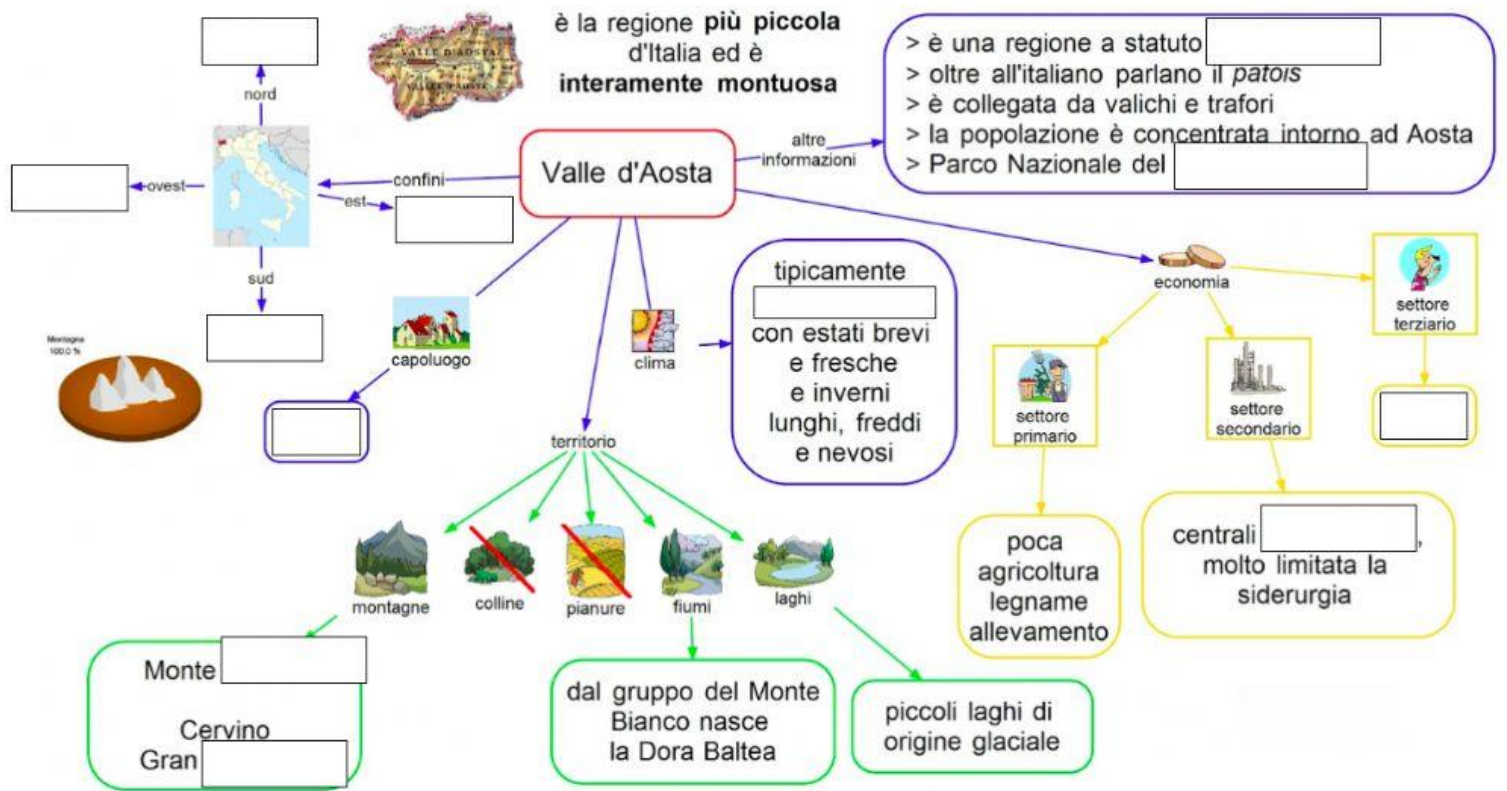 è la regione più piccola
d'Italia ed è
interamente montuosa
> è una regione a statuto
> oltre all'italiano parlano il patois
> è collegata da valichi e trafori
> la popolazione è concentrata intorno ad Aosta
> Parco Nazionale del
VALLE D'AOSTA
VALLÉE D'AOSTE
nord
altre
informazioni
Valle d'Aosta
confini
ovest
est
sud
capoluogo
clima
tipicamente
con estati brevi
e fresche
e inverni
lunghi, freddi
e nevosi
economia
settore
terziario
settore
primario
settore
secondario
Montagna
100,0 %
territorio
montagne
colline
pianure
fiumi
laghi
poca
agricoltura
legname
allevamento
centrali ,
molto limitata la
siderurgia
Monte
Cervino
Gran
dal gruppo del Monte
Bianco nasce
la Dora Baltea
piccoli laghi di
origine glaciale